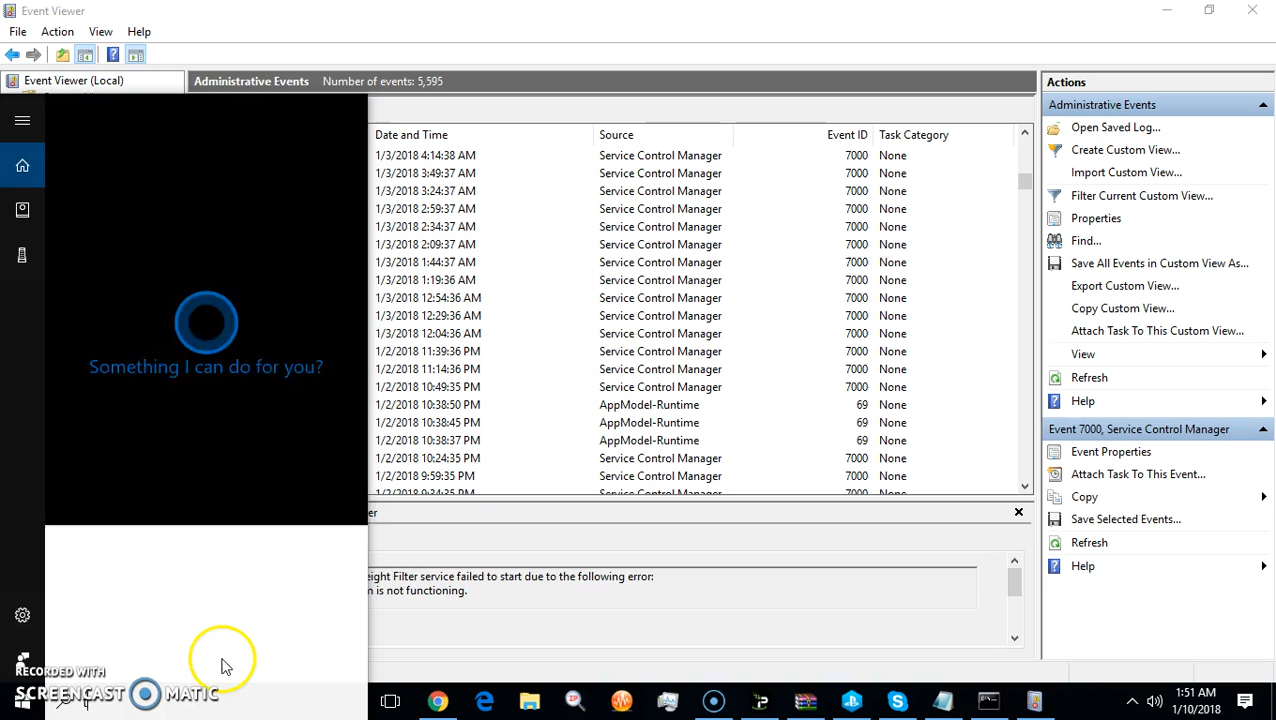 Event Viewer
File Action View Help
Event Viewer (Local)
Administrative Events Number of events: 5,595
Date and Time Source Event ID Task Category
1/3/2018 4:14:38 AM Service Control Manager 7000 None
1/3/2018 3:49:37 AM Service Control Manager 7000 None
1/3/2018 3:24:37 AM Service Control Manager 7000 None
1/3/2018 2:59:37 AM Service Control Manager 7000 None
1/3/2018 2:34:37 AM Service Control Manager 7000 None
1/3/2018 2:09:37 AM Service Control Manager 7000 None
1/3/2018 1:44:37 AM Service Control Manager 7000 None
1/3/2018 1:19:36 AM Service Control Manager 7000 None
1/3/2018 12:54:36 AM Service Control Manager 7000 None
1/3/2018 12:29:36 AM Service Control Manager 7000 None
1/3/2018 12:04:36 AM Service Control Manager 7000 None
1/2/2018 11:39:36 PM Service Control Manager 7000 None
1/2/2018 11:14:36 PM Service Control Manager 7000 None
1/2/2018 10:49:35 PM Service Control Manager 7000 None
1/2/2018 10:38:50 PM AppModel-Runtime 69 None
1/2/2018 10:38:45 PM AppModel-Runtime 69 None
1/2/2018 10:38:37 PM AppModel-Runtime 69 None
1/2/2018 10:24:35 PM Service Control Manager 7000 None
1/2/2018 9:59:35 PM Service Control Manager 7000 None
1/2/2018 9:34:35 PM Service Control Manager 7000 None
er
eight Filter service failed to start due to the following error:
m is not functioning.
Something I can do for you?
Actions
Administrative Events
Open Saved Log...
Create Custom View...
Import Custom View...
Filter Current Custom View...
Properties
Find...
Save All Events in Custom View As...
Export Custom View...
Copy Custom View...
Attach Task To This Custom View...
View
Refresh
Help
Event 7000, Service Control Manager
Event Properties
Attach Task To This Event...
Copy
Save Selected Events...
Refresh
Help
RECORDED WITH
SCREENCAST MATIC
1:51 AM
1/10/2018